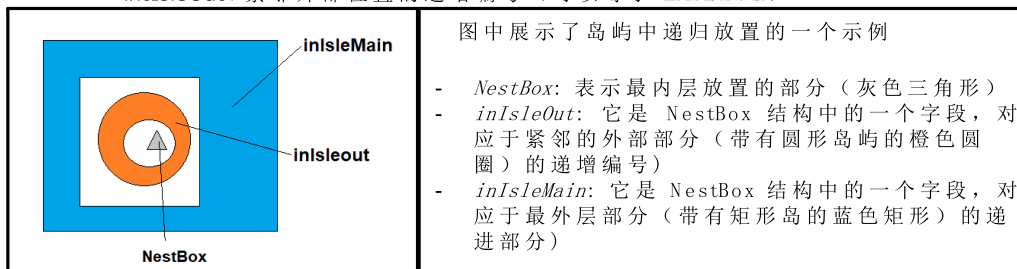 inIsleMain
inIsleout
NestBox
图中展示了岛屿中递归放置的一个示例
- NestBox: 表示最内层放置的部分（灰色三角形）
- inIsleOut: 它是 NestBox 结构中的一个字段，对
应于紧邻的外部部分（带有圆形岛屿的橙色圆
圈）的递增编号)
- inIsleMain: 它是 NestBox 结构中的一个字段，对
应于最外层部分（带有矩形岛的蓝色矩形）的递
进部分）